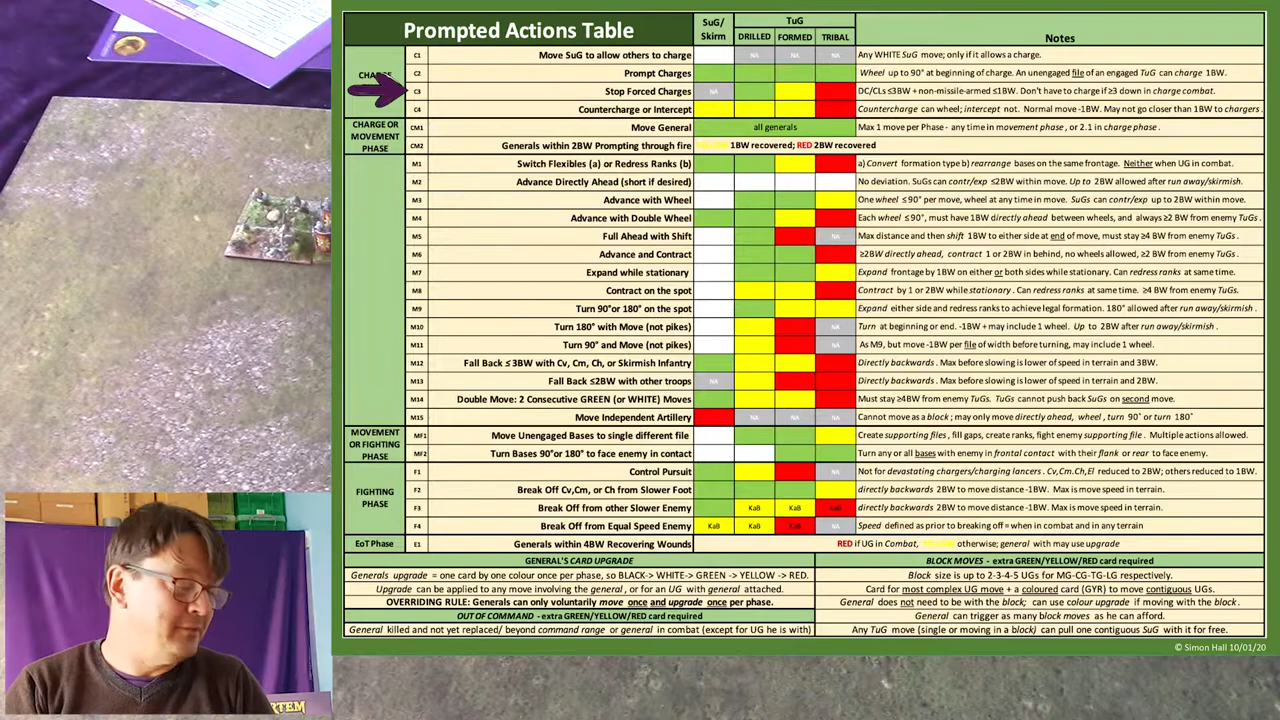 Prompted Actions Table
SuG/ Skirm
TuG
DRILLED FORMED TRIBAL
Notes
CHARGE
C1 Move SuG to allow others to charge NA NA NA Any WHITE SuG move; only if it allows a charge.
C2 Prompt Charges Wheel up to 90° at beginning of charge. An unengaged file of an engaged TuG can charge 1BW.
C3 Stop Forced Charges NA DC/CLs ≤3BW + non-missile-armed ≤1BW. Don't have to charge if ≥3 down in charge combat.
C4 Countercharge or Intercept Countercharge can wheel; intercept not. Normal move -1BW. May not go closer than 1BW to chargers.
CHARGE OR MOVEMENT PHASE
CM1 Move General all generals Max 1 move per Phase - any time in movement phase, or 2.1 in charge phase.
CM2 Generals within 2BW Prompting through fire YELLOW 1BW recovered; RED 2BW recovered
M1 Switch Flexibles (a) or Redress Ranks (b) a) Convert formation type b) rearrange bases on the same frontage. Neither when UG in combat.
M2 Advance Directly Ahead (short if desired) No deviation. SuGs can contr/exp ≤2BW within move. Up to 2BW allowed after run away/skirmish.
M3 Advance with Wheel One wheel ≤ 90° per move, wheel at any time in move. SuGs can contr/exp up to 2BW within move.
M4 Advance with Double Wheel Each wheel ≤ 90°, must have 1BW directly ahead between wheels, and always ≥2 BW from enemy TuGs.
M5 Full Ahead with Shift NA Max distance and then shift 1BW to either side at end of move, must stay ≥4 BW from enemy TuGs.
M6 Advance and Contract ≥2BW directly ahead, contract 1 or 2BW in behind, no wheels allowed, ≥2 BW from enemy TuGs.
M7 Expand while stationary Expand frontage by 1BW on either or both sides while stationary. Can redress ranks at same time.
M8 Contract on the spot Contract by 1 or 2BW while stationary. Can redress ranks at same time. ≥4 BW from enemy TuGs.
M9 Turn 90°or 180° on the spot Expand either side and redress ranks to achieve legal formation. 180° allowed after run away/skirmish.
M10 Turn 180° with Move (not pikes) NA Turn at beginning or end. -1BW + may include 1 wheel. Up to 2BW after run away/skirmish.
M11 Turn 90° and Move (not pikes) NA As M9, but move -1BW per file of width before turning, may include 1 wheel.
M12 Fall Back ≤ 3BW with Cv, Cm, Ch, or Skirmish Infantry Directly backwards. Max before slowing is lower of speed in terrain and 3BW.
M13 Fall Back ≤2BW with other troops NA Directly backwards. Max before slowing is lower of speed in terrain and 2BW.
M14 Double Move: 2 Consecutive GREEN (or WHITE) Moves Must stay ≥4BW from enemy TuGs. TuGs cannot push back SuGs on second move.
M15 Move Independent Artillery NA NA NA Cannot move as a block; may only move directly ahead, wheel, turn 90° or turn 180°
MOVEMENT OR FIGHTING PHASE
MF1 Move Unengaged Bases to single different file Create supporting files, fill gaps, create ranks, fight enemy supporting file. Multiple actions allowed.
MF2 Turn Bases 90°or 180° to face enemy in contact Turn any or all bases with enemy in frontal contact with their flank or rear to face enemy.
FIGHTING PHASE
F1 Control Pursuit NA Not for devastating chargers/charging lancers. Cv,Cm.Ch,El reduced to 2BW; others reduced to 1BW.
F2 Break Off Cv,Cm, or Ch from Slower Foot directly backwards 2BW to move distance -1BW. Max is move speed in terrain.
F3 Break Off from other Slower Enemy KaB KaB KaB directly backwards 2BW to move distance -1BW. Max is move speed in terrain.
F4 Break Off from Equal Speed Enemy KaB KaB KaB NA Speed defined as prior to breaking off = when in combat and in any terrain
EoT Phase E1 Generals within 4BW Recovering Wounds RED if UG in Combat, YELLOW otherwise; general with may use upgrade
GENERAL'S CARD UPGRADE
Generals upgrade = one card by one colour once per phase, so BLACK-> WHITE-> GREEN -> YELLOW -> RED.
Upgrade can be applied to any move involving the general, or for an UG with general attached.
OVERRIDING RULE: Generals can only voluntarily move once and upgrade once per phase.
OUT OF COMMAND - extra GREEN/YELLOW/RED card required
General killed and not yet replaced/ beyond command range or general in combat (except for UG he is with)
BLOCK MOVES - extra GREEN/YELLOW/RED card required
Block size is up to 2-3-4-5 UGs for MG-CG-TG-LG respectively.
Card for most complex UG move + a coloured card (GYR) to move contiguous UGs.
General does not need to be with the block; can use colour upgrade if moving with the block.
General can trigger as many block moves as he can afford.
Any TuG move (single or moving in a block) can pull one contiguous SuG with it for free.
© Simon Hall 10/01/20